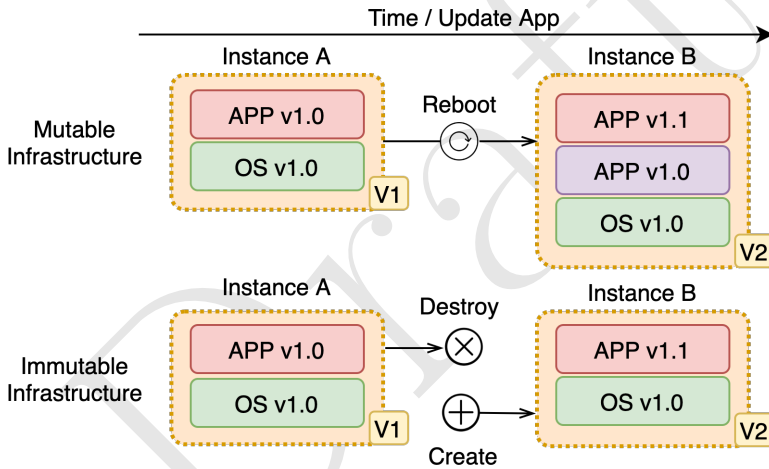 Time / Update App
Instance A
Instance B
Mutable
Infrastructure
APP v1.0
OS v1.0
V1
Reboot
APP v1.1
APP v1.0
OS v1.0
V2
Instance A
Instance B
Immutable
Infrastructure
APP v1.0
OS v1.0
V1
Destroy
Create
APP v1.1
OS v1.0
V2
Draft